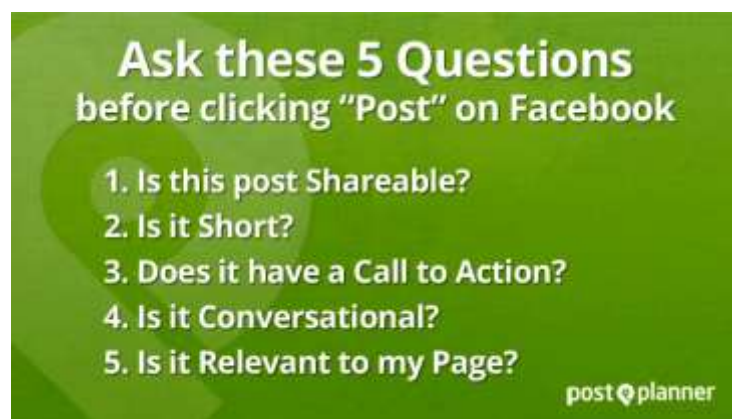 Ask these 5 Questions
before clicking “Post” on Facebook
1. Is this post Shareable?
2. Is it Short?
3. Does it have a Call to Action?
4. Is it Conversational?
5. Is it Relevant to my Page?
post planner